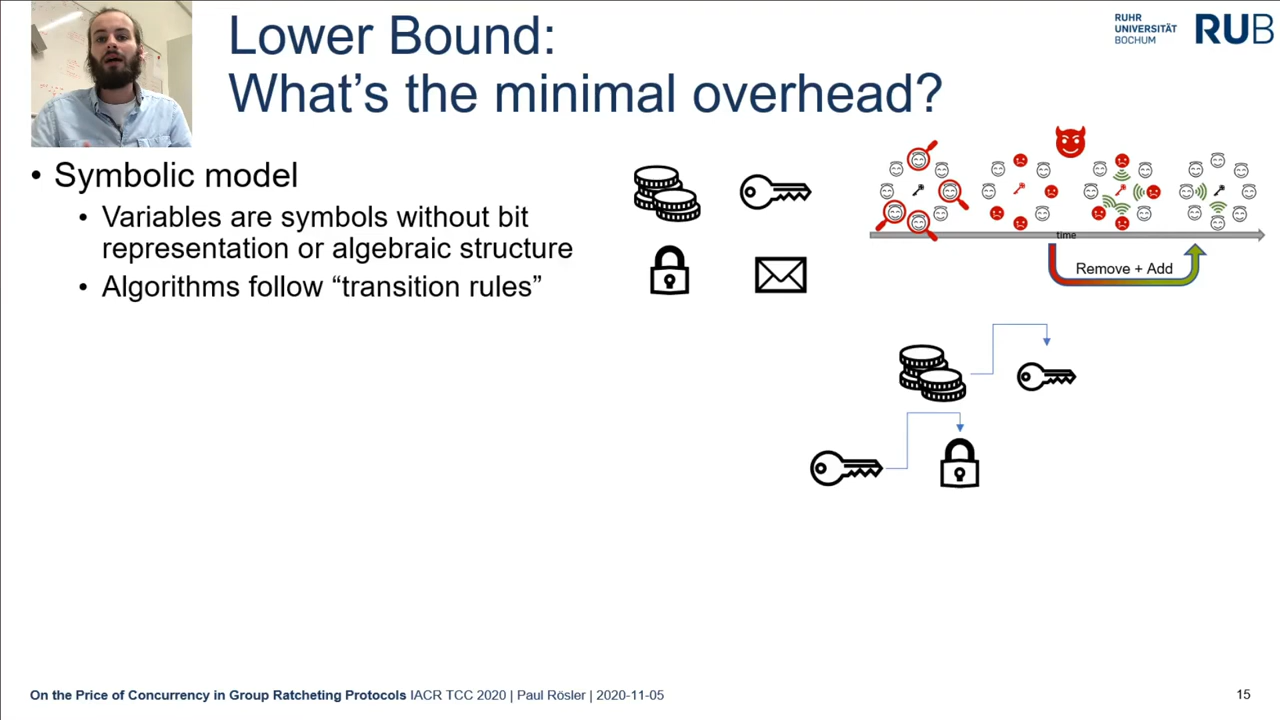 Lower Bound:
What's the minimal overhead?
RUHR
UNIVERSITÄT
BOCHUM
RUB
• Symbolic model
• Variables are symbols without bit
representation or algebraic structure
• Algorithms follow “transition rules”
time
Remove + Add
On the Price of Concurrency in Group Ratcheting Protocols IACR TCC 2020 | Paul Rösler | 2020-11-05
15